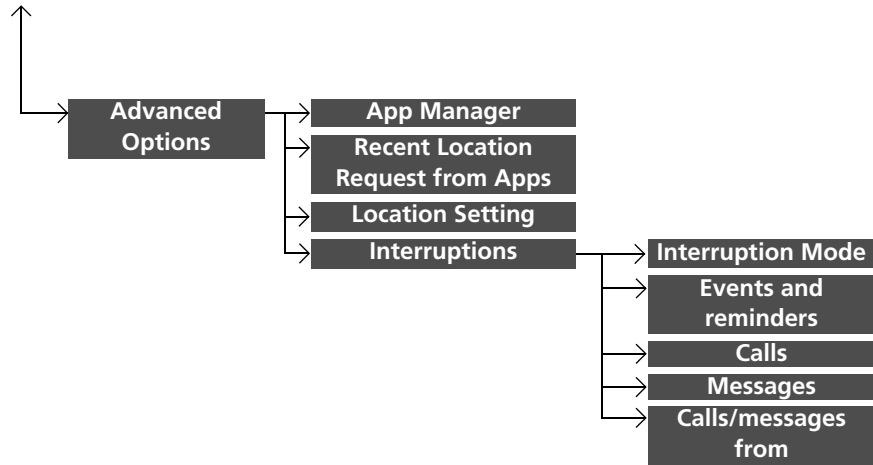 Advanced
Options
App Manager
Recent Location
Request from Apps
Location Setting
Interruptions
Interruption Mode
Events and
reminders
Calls
Messages
Calls/messages
from